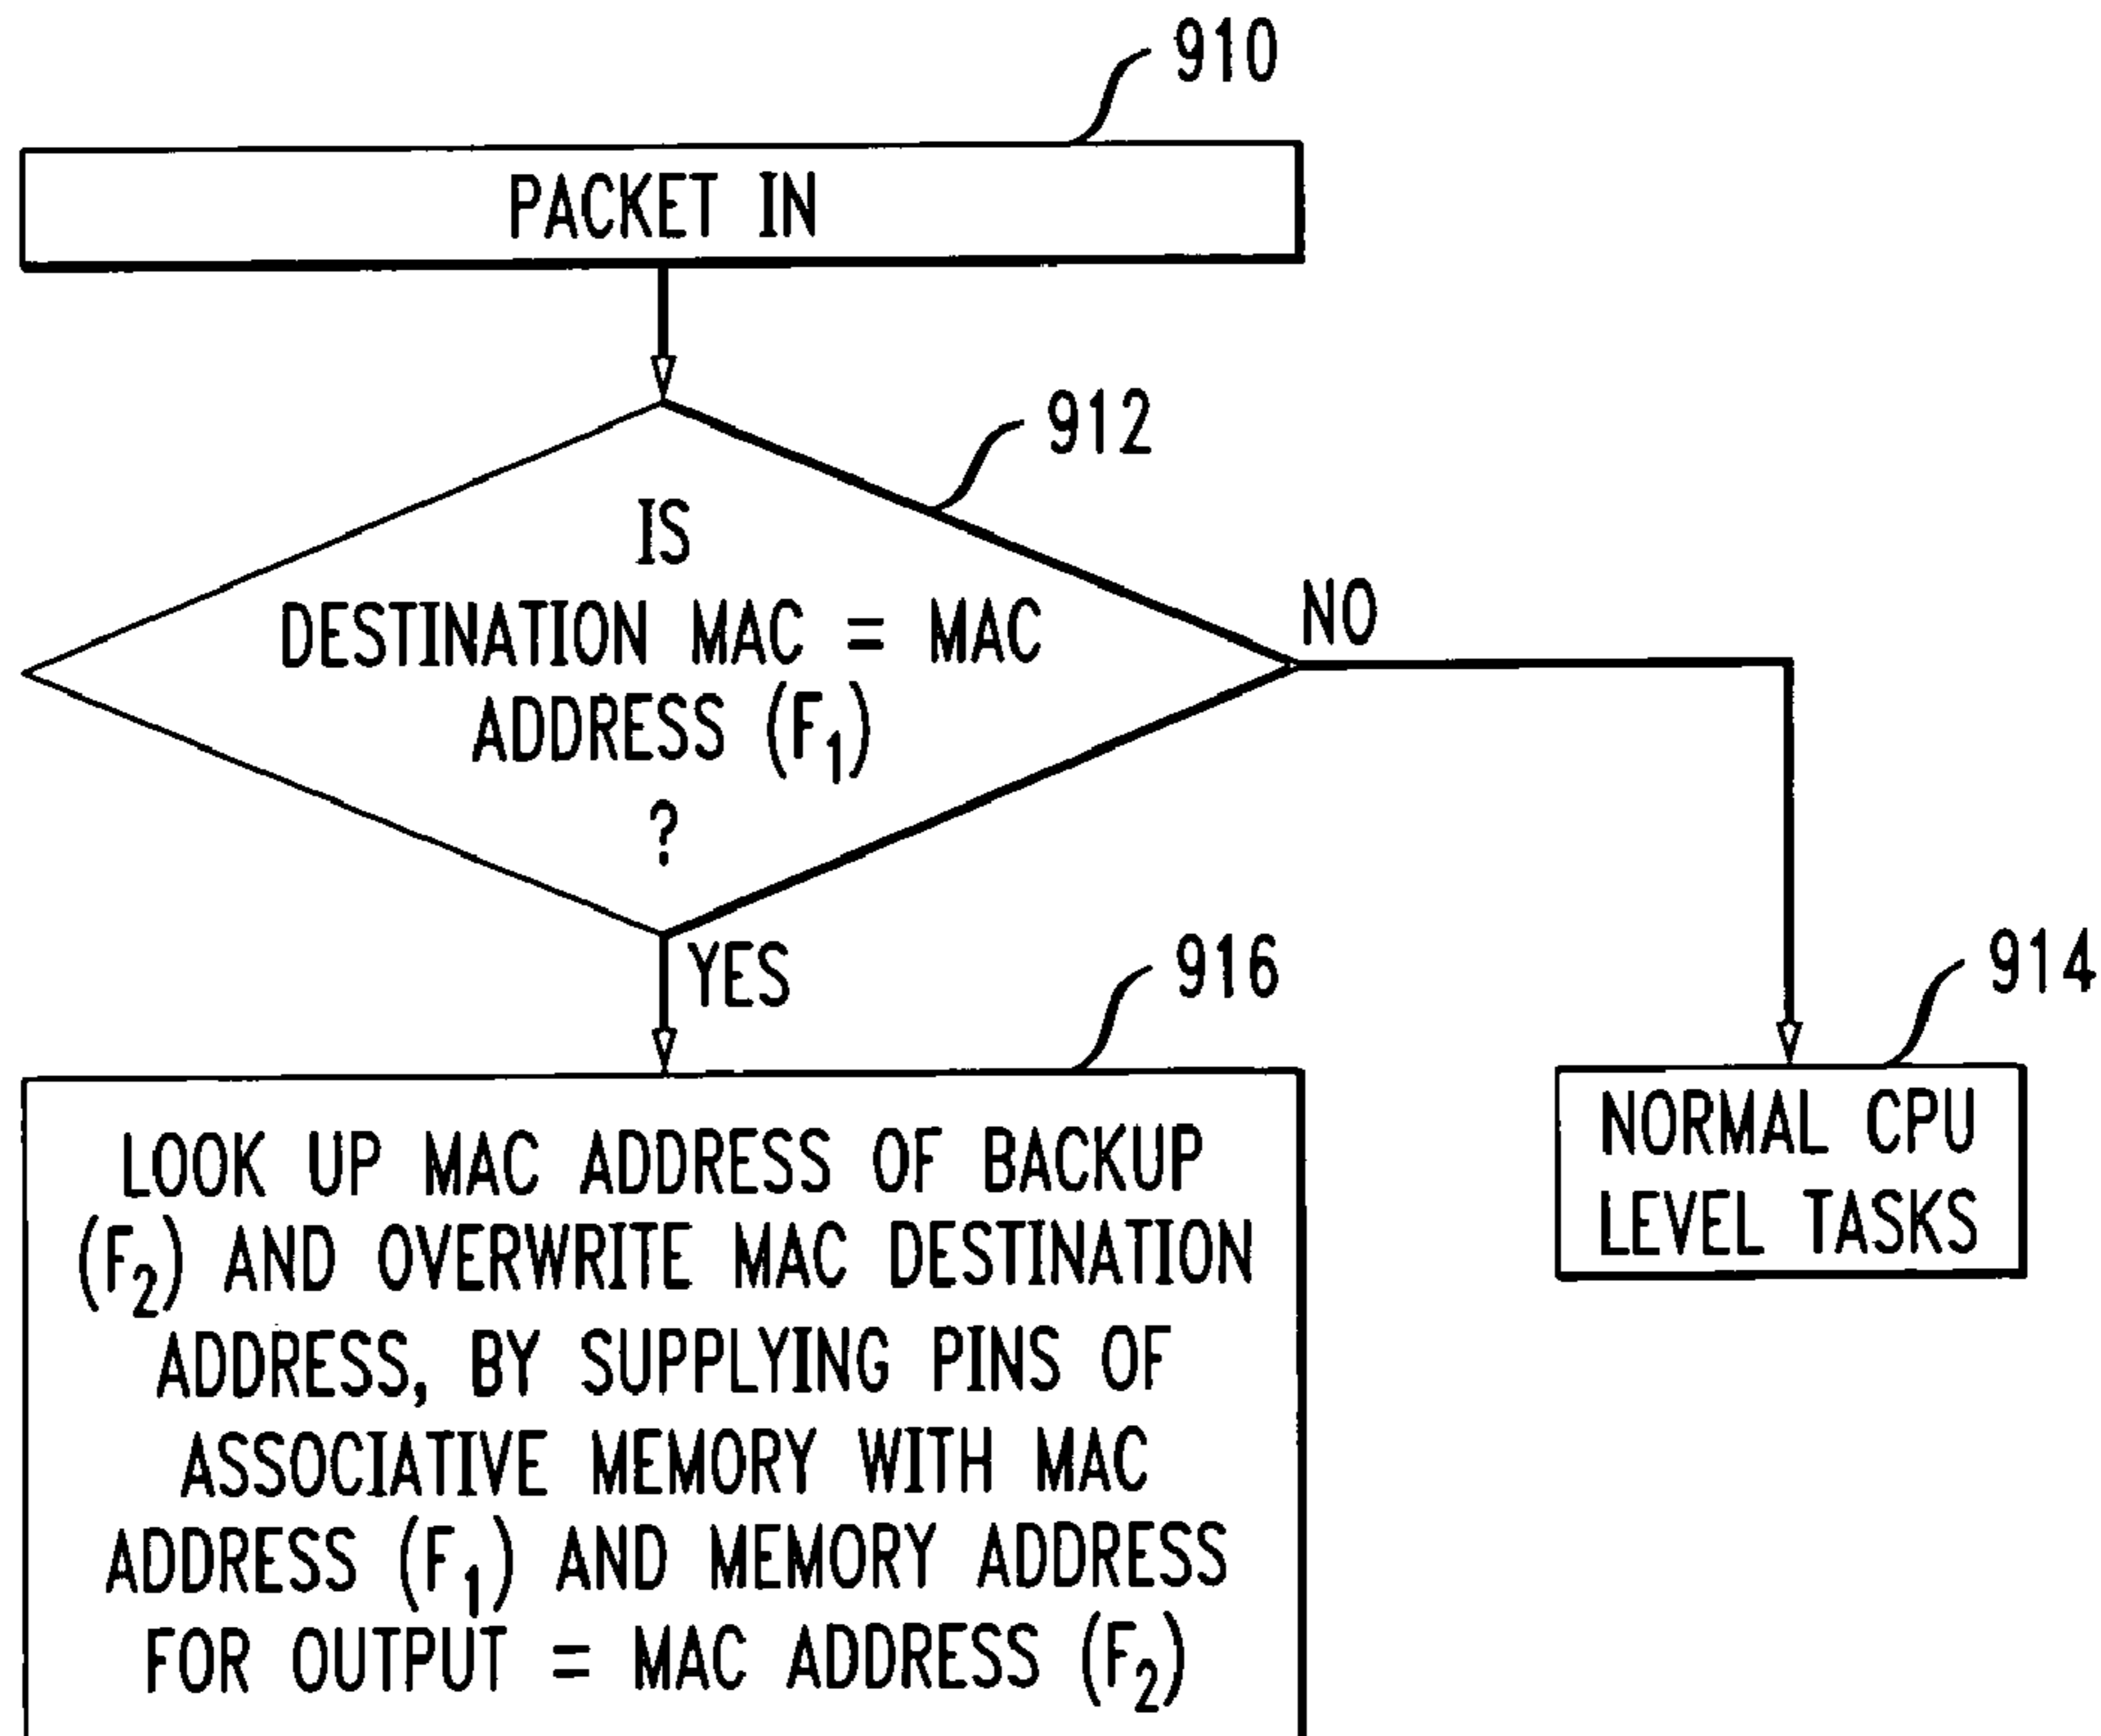 910
PACKET IN
912
IS
DESTINATION MAC = MAC
ADDRESS (F₁)
?
NO
YES
916
914
LOOK UP MAC ADDRESS OF BACKUP
(F₂) AND OVERWRITE MAC DESTINATION
ADDRESS, BY SUPPLYING PINS OF
ASSOCIATIVE MEMORY WITH MAC
ADDRESS (F₁) AND MEMORY ADDRESS
FOR OUTPUT = MAC ADDRESS (F₂)
NORMAL CPU
LEVEL TASKS